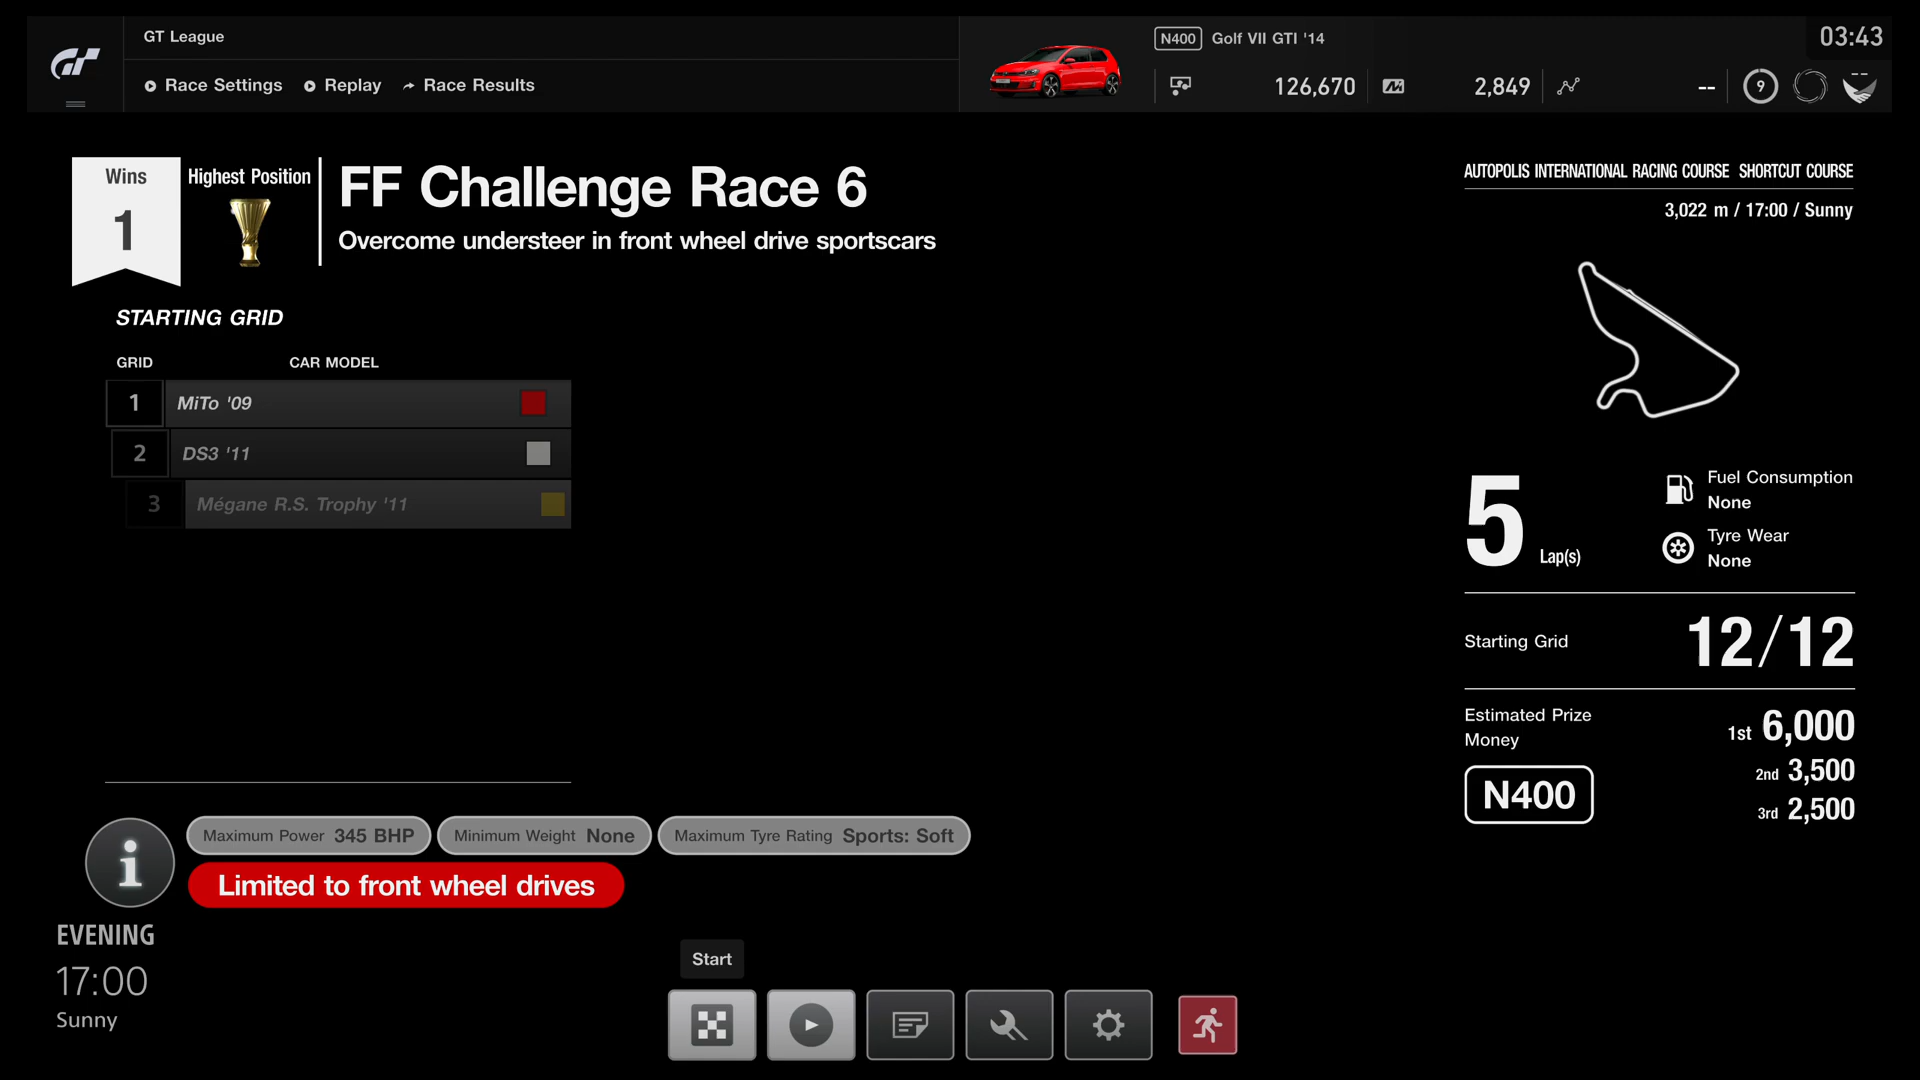 GT League
Race Settings
Replay
Race Results
N400
Golf VII GTI '14
126,670
2,849
--
9
--
03:43
Wins
1
Highest Position
FF Challenge Race 6
Overcome understeer in front wheel drive sportscars
AUTOPOLIS INTERNATIONAL RACING COURSE SHORTCUT COURSE
3,022 m / 17:00 / Sunny
STARTING GRID
GRID
CAR MODEL
1
MiTo '09
2
DS3 '11
3
Mégane R.S. Trophy '11
5
Lap(s)
Fuel Consumption
None
Tyre Wear
None
Starting Grid
12/12
Estimated Prize
Money
N400
1st 6,000
2nd 3,500
3rd 2,500
Maximum Power 345 BHP
Minimum Weight None
Maximum Tyre Rating Sports: Soft
Limited to front wheel drives
EVENING
17:00
Sunny
Start